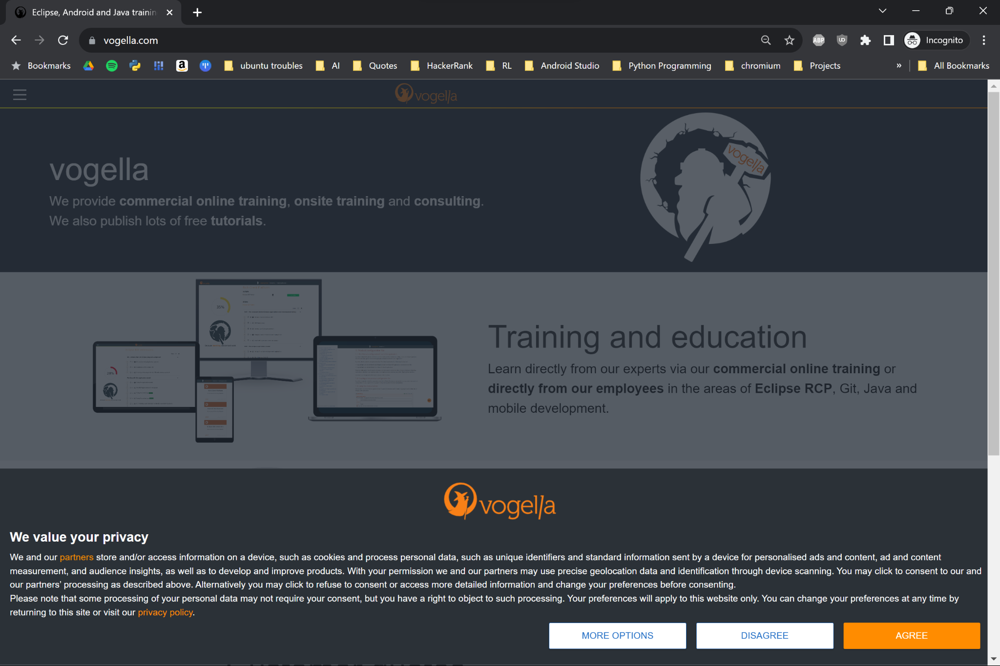 Eclipse, Android and Java trainin
vogella.com
ABP
Incognito
Bookmarks
ubuntu troubles
AI
Quotes
HackerRank
RL
Android Studio
Python Programming
chromium
Projects
»
All Bookmarks
vogella
vogella
vogella
We provide commercial online training, onsite training and consulting.
We also publish lots of free tutorials.
35%
28%
Training and education
Learn directly from our experts via our commercial online training or
directly from our employees in the areas of Eclipse RCP, Git, Java and
mobile development.
vogella
We value your privacy
We and our partners store and/or access information on a device, such as cookies and process personal data, such as unique identifiers and standard information sent by a device for personalised ads and content, ad and content
measurement, and audience insights, as well as to develop and improve products. With your permission we and our partners may use precise geolocation data and identification through device scanning. You may click to consent to our and
our partners’ processing as described above. Alternatively you may click to refuse to consent or access more detailed information and change your preferences before consenting.
Please note that some processing of your personal data may not require your consent, but you have a right to object to such processing. Your preferences will apply to this website only. You can change your preferences at any time by
returning to this site or visit our privacy policy.
MORE OPTIONS
DISAGREE
AGREE